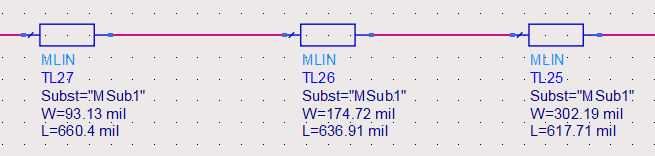 MLIN
TL27
Subst="MSub1"
W=93.13 mil
L=660.4 mil
MLIN
TL26
Subst="MSub1"
W=174.72 mil
L=636.91 mil
MLIN
TL25
Subst="MSub1"
W=302.19 mil
L=617.71 mil